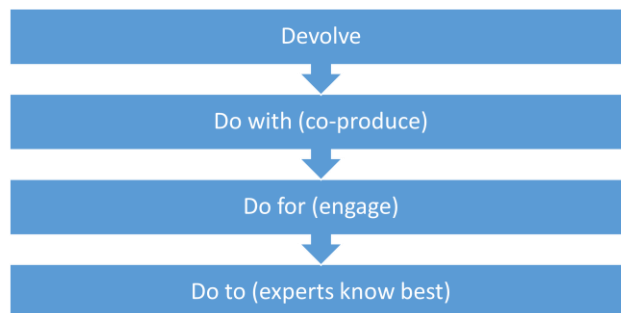 Devolve
Do with (co-produce)
Do for (engage)
Do to (experts know best)